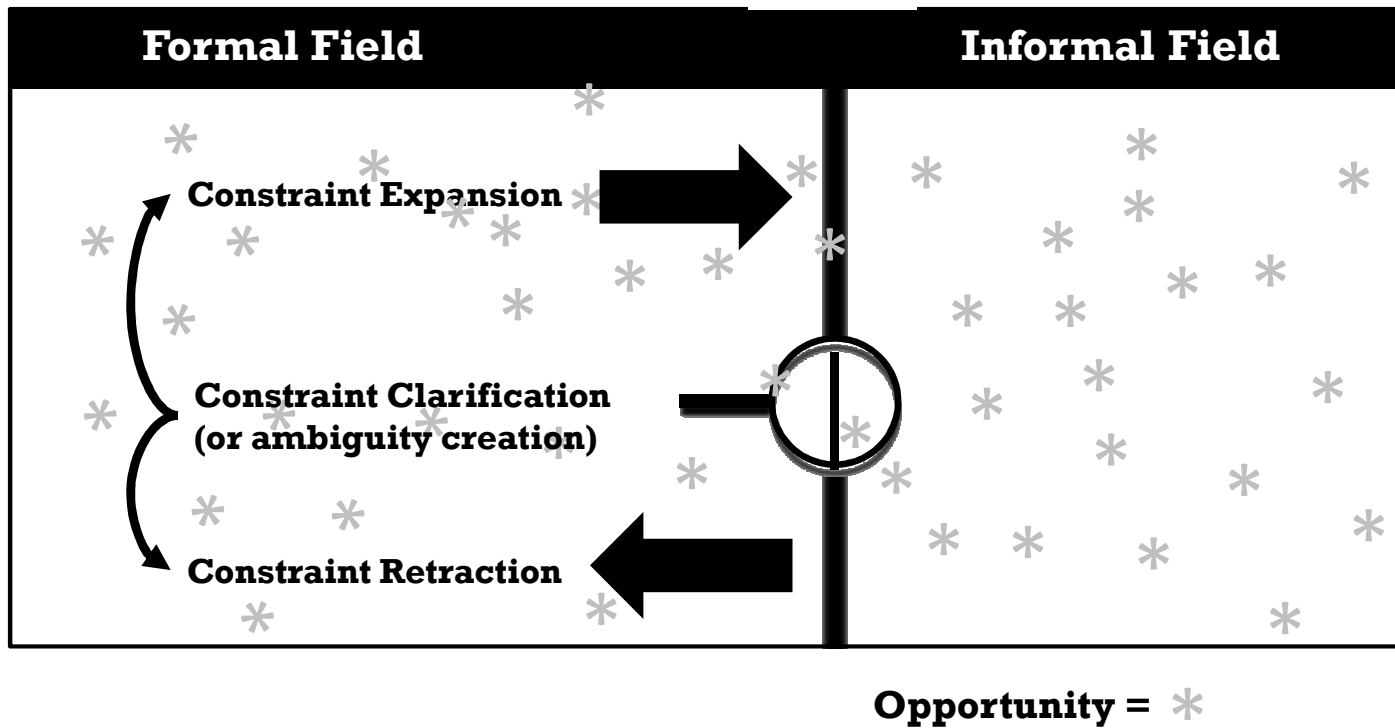 Formal Field
Informal Field
Constraint Expansion
Constraint Clarification
(or ambiguity creation)
Constraint Retraction
Opportunity = *